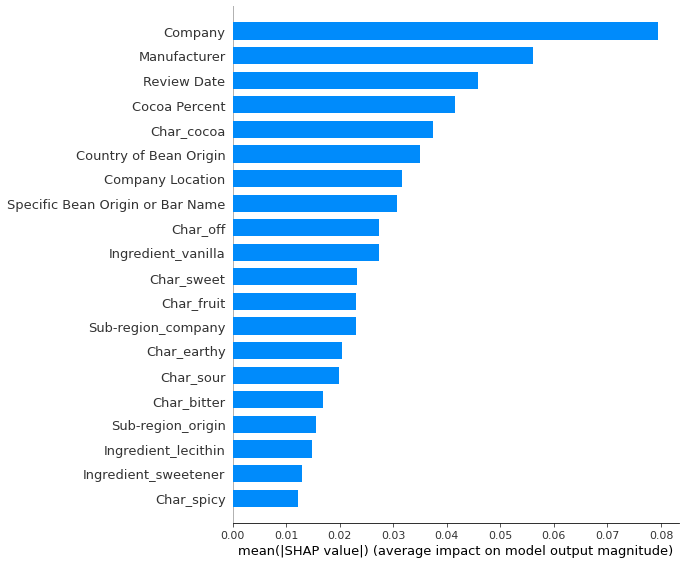 Company
Manufacturer
Review Date
Cocoa Percent
Char_cocoa
Country of Bean Origin
Company Location
Specific Bean Origin or Bar Name
Char_off
Ingredient_vanilla
Char_sweet
Char_fruit
Sub-region_company
Char_earthy
Char_sour
Char_bitter
Sub-region_origin
Ingredient_lecithin
Ingredient_sweetener
Char_spicy
0.00 0.01 0.02 0.03 0.04 0.05 0.06 0.07 0.08
mean(|SHAP value|) (average impact on model output magnitude)